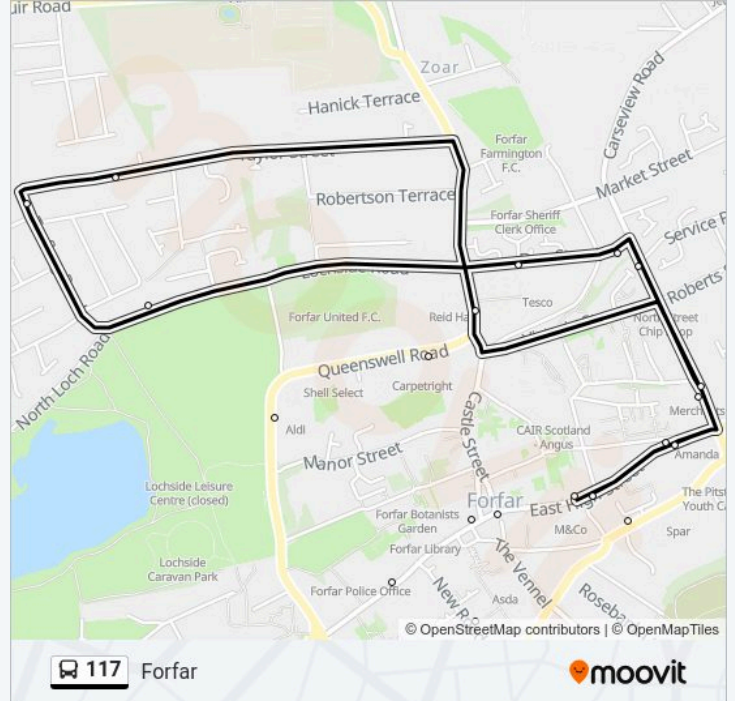 uir Road
Zoar
Hanick Terrace
Carseview Road
Forfar
Farmington
F.C.
Market Street
Robertson Terrace
Forfar Sheriff
Clerk Office
Service
Roberts
Tesco
Forfar United F.C.
Reid Ha
North Street
Chip Shop
Queenswell Road
North Loch Road
Shell Select
Carpetright
Castle Street
Merch
Aldi
CAIR Scotland
- Angus
Manor Street
Amanda
Lochside Leisure
Centre (closed)
Forfar
East High Street
The Pits
Youth C
Forfar Botanists
Garden
M&Co
Spar
Forfar Library
The Vennel
Lochside
Caravan Park
Forfar Police Office
New R
Asda
Roseba
© OpenStreetMap contributors | © OpenMapTiles
117 Forfar
moovit